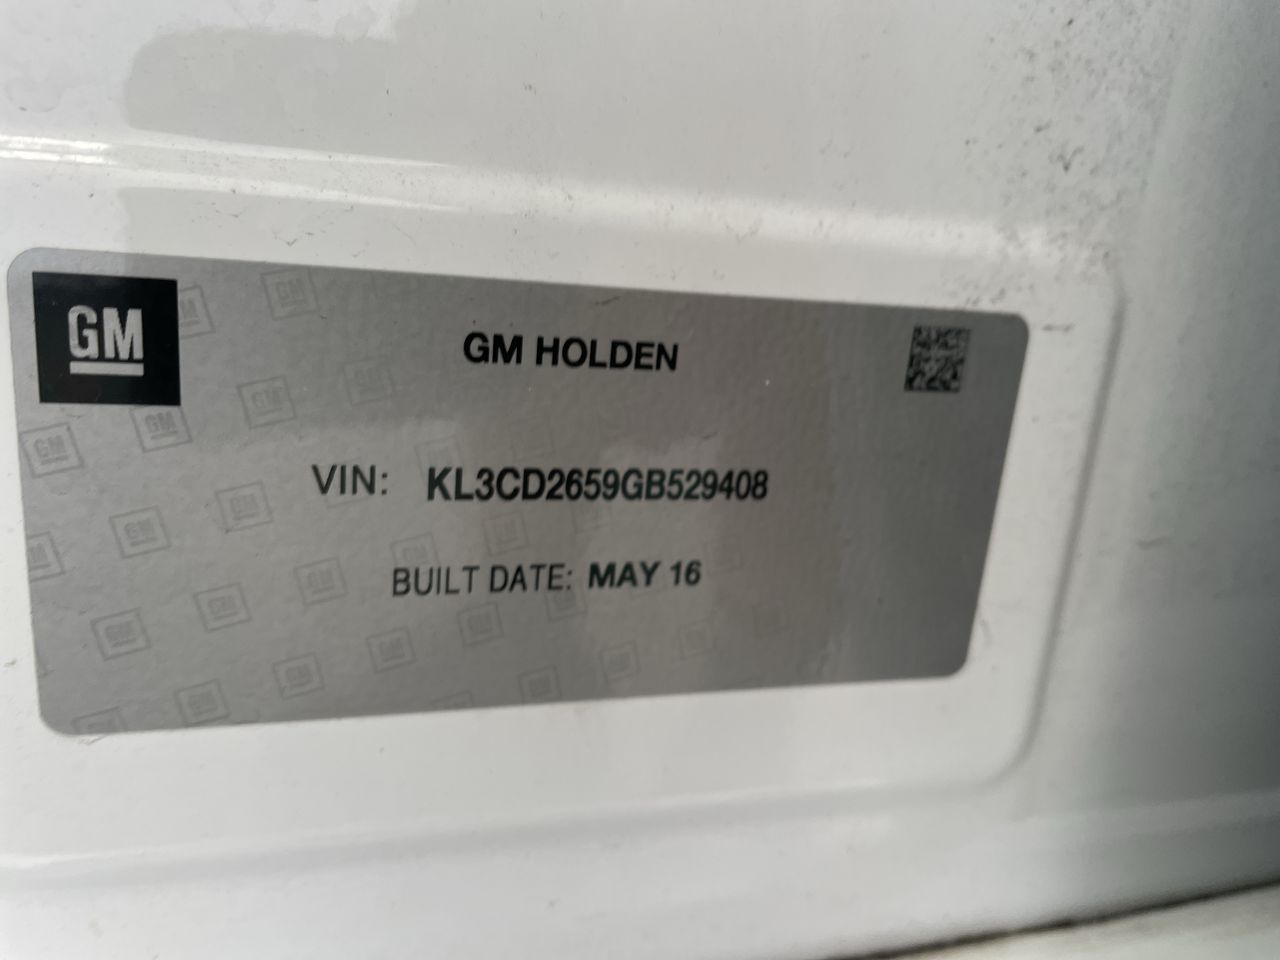 GM
GM HOLDEN
VIN: KL3CD2659GB529408
BUILT DATE: MAY 16